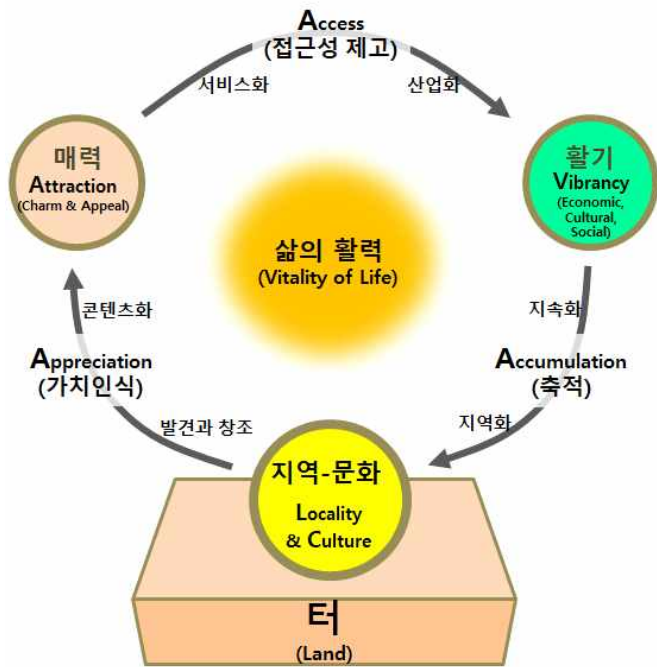 Access
(접근성 제고)
서비스화
산업화
매력
Attraction
(Charm & Appeal)
활기
Vibrancy
(Economic,
Cultural,
Social)
삶의 활력
(Vitality of Life)
콘텐츠화
지속화
Appreciation
(가치인식)
Accumulation
(축적)
발견과 창조
지역화
지역-문화
Locality
& Culture
터
(Land)